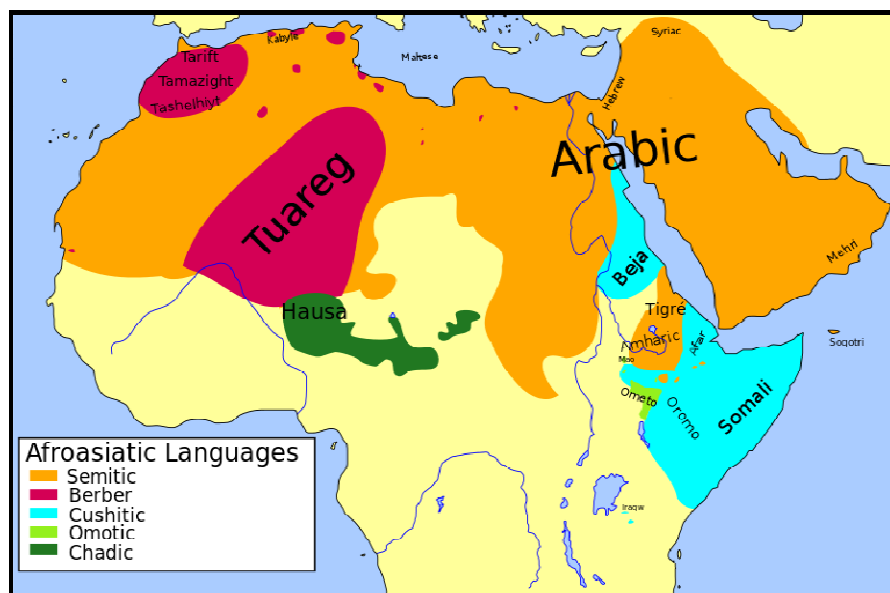 Syriac
Kabyle
Maltese
Tarift
Tamazight
Tashelhiyt
Hebrew
Arabic
Tuareg
Beja
Mehri
Tigré
Hausa
Amharic
Afar
Soqotri
Mao
Ometo
Oromo
Somali
Iraqw
Afroasiatic Languages
Semitic
Berber
Cushitic
Omotic
Chadic